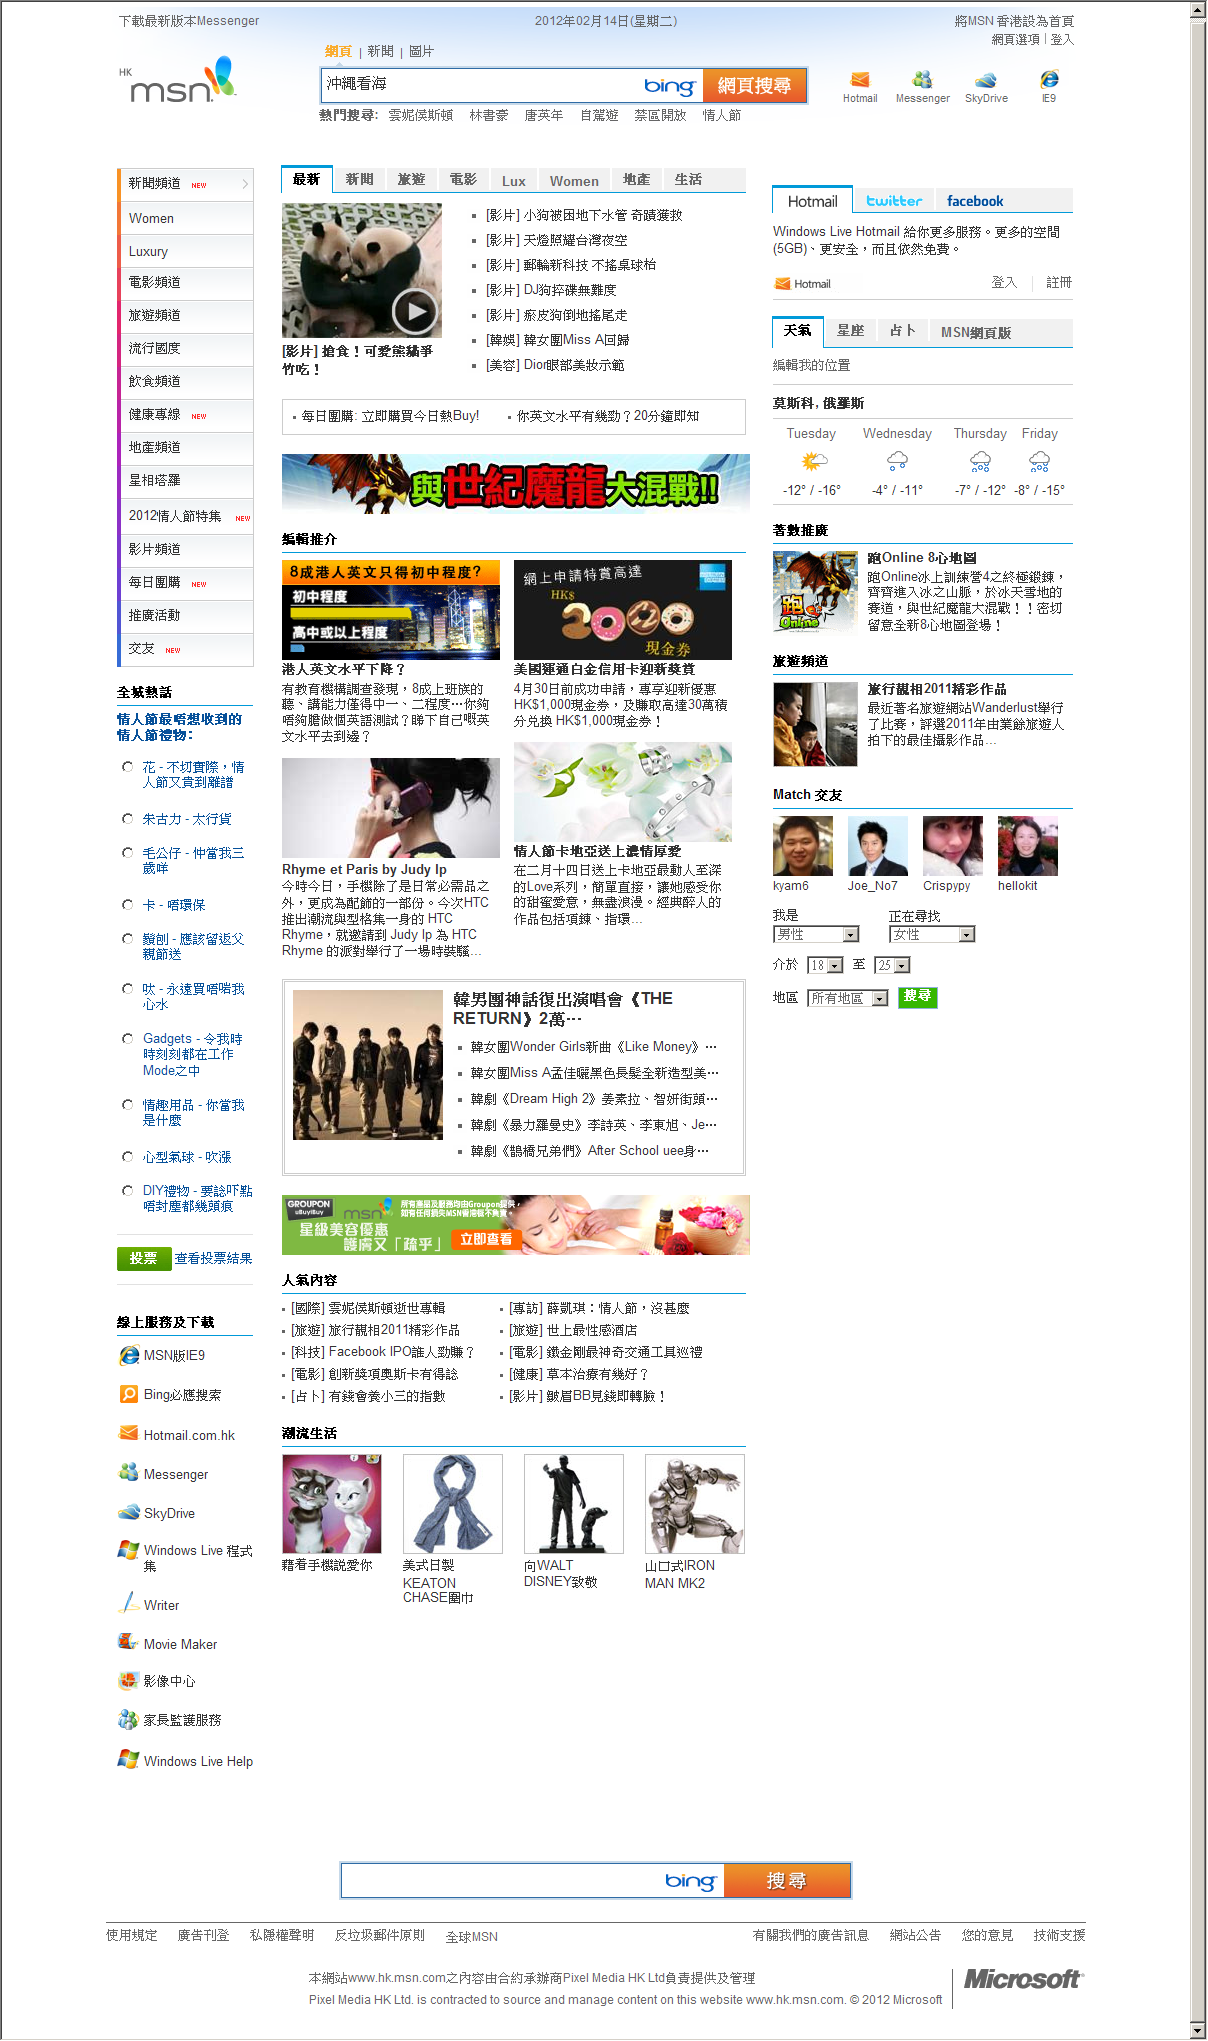 下載最新版本Messenger
2012年02月14日(星期二)
將MSN 香港設為首頁
網頁選項 | 登入
網頁 | 新聞 | 圖片
HK
msn
沖繩看海
bing
網頁搜尋
Hotmail
Messenger
SkyDrive
IE9
熱門搜尋: 雲妮侯斯頓 林書豪 唐英年 自駕遊 禁區開放 情人節
新聞頻道 NEW
Women
Luxury
電影頻道
旅遊頻道
流行國度
飲食頻道
健康專線 NEW
地產頻道
星相塔羅
2012情人節特集 NEW
影片頻道
每日團購 NEW
推廣活動
交友 NEW
全城熱話
情人節最唔想收到的
情人節禮物：
花 - 不切實際，情
人節又貴到離譜
朱古力 - 太行貨
毛公仔 - 仲當我三
歲咩
卡 - 唔環保
鬚刨 - 應該留返父
親節送
呔 - 永遠買唔啱我
心水
Gadgets - 令我時
時刻刻都在工作
Mode之中
情趣用品 - 你當我
是什麼
心型氣球 - 吹漲
DIY禮物 - 要諗吓點
唔封塵都幾頭痕
投票 查看投票結果
線上服務及下載
MSN版IE9
Bing必應搜索
Hotmail.com.hk
Messenger
SkyDrive
Windows Live 程式
集
Writer
Movie Maker
影像中心
家長監護服務
Windows Live Help
最新 新聞 旅遊 電影 Lux Women 地產 生活
[影片] 搶食！可愛熊貓爭
竹吃！
[影片] 小狗被困地下水管 奇蹟獲救
[影片] 天燈照耀台灣夜空
[影片] 郵輪新科技 不搖桌球枱
[影片] DJ狗捽碟無難度
[影片] 瘀皮狗倒地搖尾走
[韓娛] 韓女團Miss A回歸
[美容] Dior眼部美妝示範
每日團購: 立即購買今日熱Buy!
你英文水平有幾勁？20分鐘即知
與世紀魔龍大混戰!!
編輯推介
8成港人英文只得初中程度?
初中程度
高中或以上程度
港人英文水平下降？
有教育機構調查發現，8成上班族的
聽、講能力僅得中一、二程度…你夠
唔夠膽做個英語測試？睇下自己嘅英
文水平去到邊？
網上申請特賞高達
HK$
3000
現金券
美國運通白金信用卡迎新獎賞
4月30日前成功申請，專享迎新優惠
HK$1,000現金券，及賺取高達30萬積
分兌換 HK$1,000現金券！
Rhyme et Paris by Judy Ip
今時今日，手機除了是日常必需品之
外，更成為配飾的一部份。今次HTC
推出潮流與型格集一身的 HTC
Rhyme，就邀請到 Judy Ip 為 HTC
Rhyme 的派對舉行了一場時裝騷...
情人節卡地亞送上濃情厚愛
在二月十四日送上卡地亞最動人至深
的Love系列，簡單直接，讓她感受你
的甜蜜愛意，無盡浪漫。經典醉人的
作品包括項鍊、指環...
韓男團神話復出演唱會《THE
RETURN》2萬…
韓女團Wonder Girls新曲《Like Money》…
韓女團Miss A孟佳曬黑色長髮全新造型美…
韓劇《Dream High 2》姜素拉、智妍街頭…
韓劇《暴力羅曼史》李詩英、李東旭、Je…
韓劇《鵲橋兄弟們》After School uee身…
GROUPON
uBuyiBuy
msn
所有產品及服務均由Groupon提供，
如有任何損失MSN香港概不負責。
星級美容優惠
護膚又「疏乎」
立即查看
人氣內容
[國際] 雲妮侯斯頓逝世專輯
[旅遊] 旅行靚相2011精彩作品
[科技] Facebook IPO誰人勁賺？
[電影] 創新獎項奧斯卡有得諗
[占卜] 有錢會養小三的指數
[專訪] 薛凱琪：情人節，沒甚麼
[旅遊] 世上最性感酒店
[電影] 鐵金剛最神奇交通工具巡禮
[健康] 草本治療有幾好？
[影片] 皺眉BB見錢即轉臉！
潮流生活
藉着手機說愛你
美式日製
KEATON
CHASE圍巾
向WALT
DISNEY致敬
山口式IRON
MAN MK2
Hotmail twitter facebook
Windows Live Hotmail 給你更多服務。更多的空間
(5GB)、更安全，而且依然免費。
Hotmail 登入 註冊
天氣 星座 占卜 MSN網頁版
編輯我的位置
莫斯科, 俄羅斯
Tuesday Wednesday Thursday Friday
-12° / -16° -4° / -11° -7° / -12° -8° / -15°
著數推廣
跑Online
跑Online 8心地圖
跑Online冰上訓練營4之終極鍛鍊，
齊齊進入冰之山脈，於冰天雪地的
賽道，與世紀魔龍大混戰！！密切
留意全新8心地圖登場！
旅遊頻道
旅行靚相2011精彩作品
最近著名旅遊網站Wanderlust舉行
了比賽，評選2011年由業餘旅遊人
拍下的最佳攝影作品...
Match 交友
kyam6 Joe_No7 Crispypy hellokit
我是 正在尋找
男性 女性
介於 18 至 25
地區 所有地區 搜尋
bing 搜尋
使用規定 廣告刊登 私隱權聲明 反垃圾郵件原則 全球MSN
有關我們的廣告訊息 網站公告 您的意見 技術支援
本網站www.hk.msn.com之內容由合約承辦商Pixel Media HK Ltd負責提供及管理
Pixel Media HK Ltd. is contracted to source and manage content on this website www.hk.msn.com. © 2012 Microsoft
Microsoft